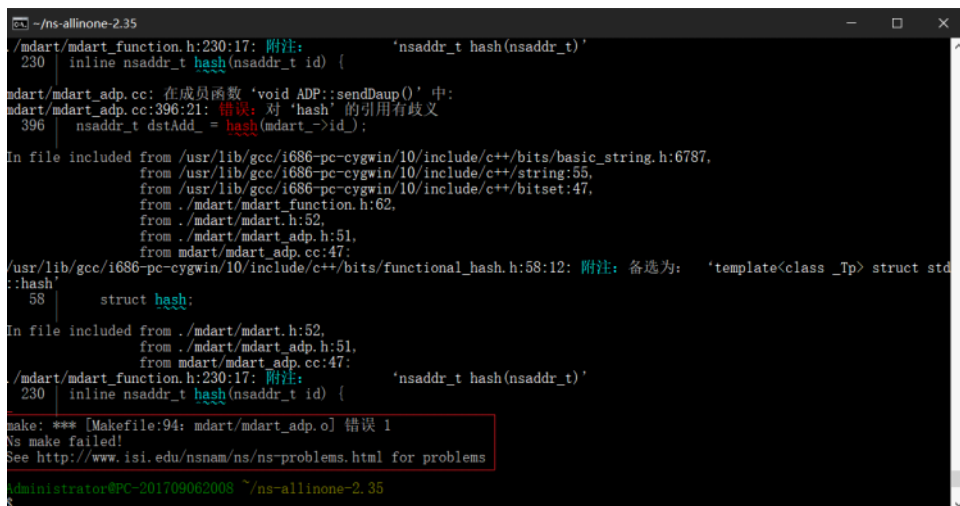 ~/ns-allinone-2.35
./mdart/mdart_function.h:230:17: 附注:           ‘nsaddr_t hash(nsaddr_t)’
230 | inline nsaddr_t hash(nsaddr_t id) {
mdart/mdart_adp.cc: 在成员函数 ‘void ADP::sendDaup()’ 中:
mdart/mdart_adp.cc:396:21: 错误: 对 ‘hash’ 的引用有歧义
396 | nsaddr_t dstAdd_ = hash(mdart_->id_);
In file included from /usr/lib/gcc/i686-pc-cygwin/10/include/c++/bits/basic_string.h:6787,
from /usr/lib/gcc/i686-pc-cygwin/10/include/c++/string:55,
from /usr/lib/gcc/i686-pc-cygwin/10/include/c++/bitset:47,
from ./mdart/mdart_function.h:62,
from ./mdart/mdart.h:52,
from ./mdart/mdart_adp.h:51,
from mdart/mdart_adp.cc:47:
/usr/lib/gcc/i686-pc-cygwin/10/include/c++/bits/functional_hash.h:58:12: 附注: 备选为:  ‘template<class _Tp> struct std
::hash’
58 | struct hash;
In file included from ./mdart/mdart.h:52,
from ./mdart/mdart_adp.h:51,
from mdart/mdart_adp.cc:47:
./mdart/mdart_function.h:230:17: 附注:           ‘nsaddr_t hash(nsaddr_t)’
230 | inline nsaddr_t hash(nsaddr_t id) {
make: *** [Makefile:94: mdart/mdart_adp.o] 错误 1
Ns make failed!
See http://www.isi.edu/nsnam/ns/ns-problems.html for problems
Administrator@PC-201709062008 ~/ns-allinone-2.35
$